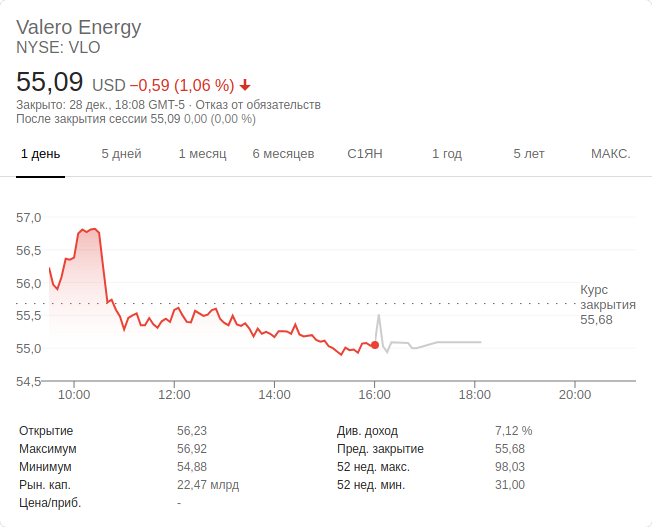 Valero Energy
NYSE: VLO
55,09 USD −0,59 (1,06 %)
Закрыто: 28 дек., 18:08 GMT-5 · Отказ от обязательств
После закрытия сессии 55,09 0,00 (0,00 %)
1 день 5 дней 1 месяц 6 месяцев С1ЯН 1 год 5 лет МАКС.
57,0
56,5
56,0
Курс
закрытия
55,68
55,5
55,0
54,5
10:00 12:00 14:00 16:00 18:00 20:00
Открытие 56,23 Див. доход 7,12 %
Максимум 56,92 Пред. закрытие 55,68
Минимум 54,88 52 нед. макс. 98,03
Рын. кап. 22,47 млрд 52 нед. мин. 31,00
Цена/приб. -